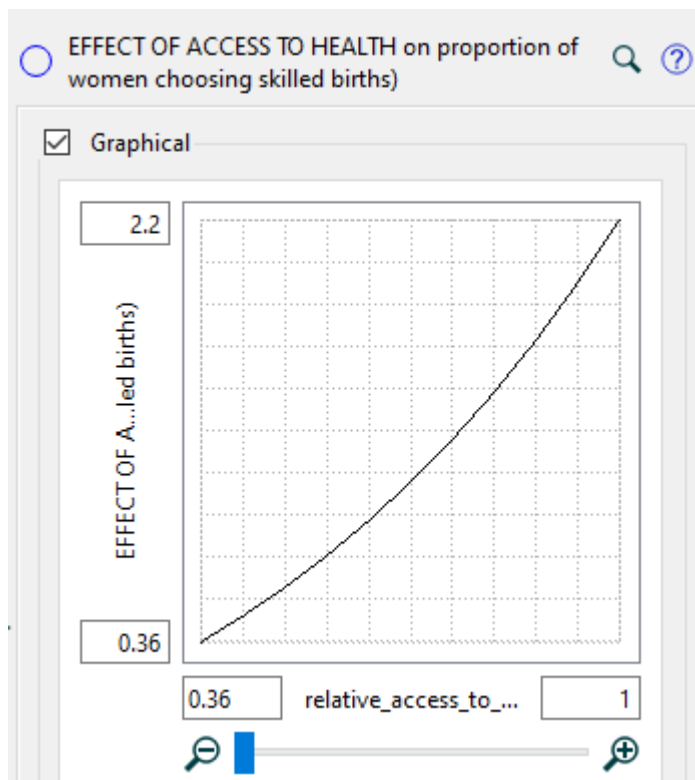 EFFECT OF ACCESS TO HEALTH on proportion of
women choosing skilled births)
?
Graphical
2.2
EFFECT OF A...led births)
0.36
0.36 relative_access_to_... 1